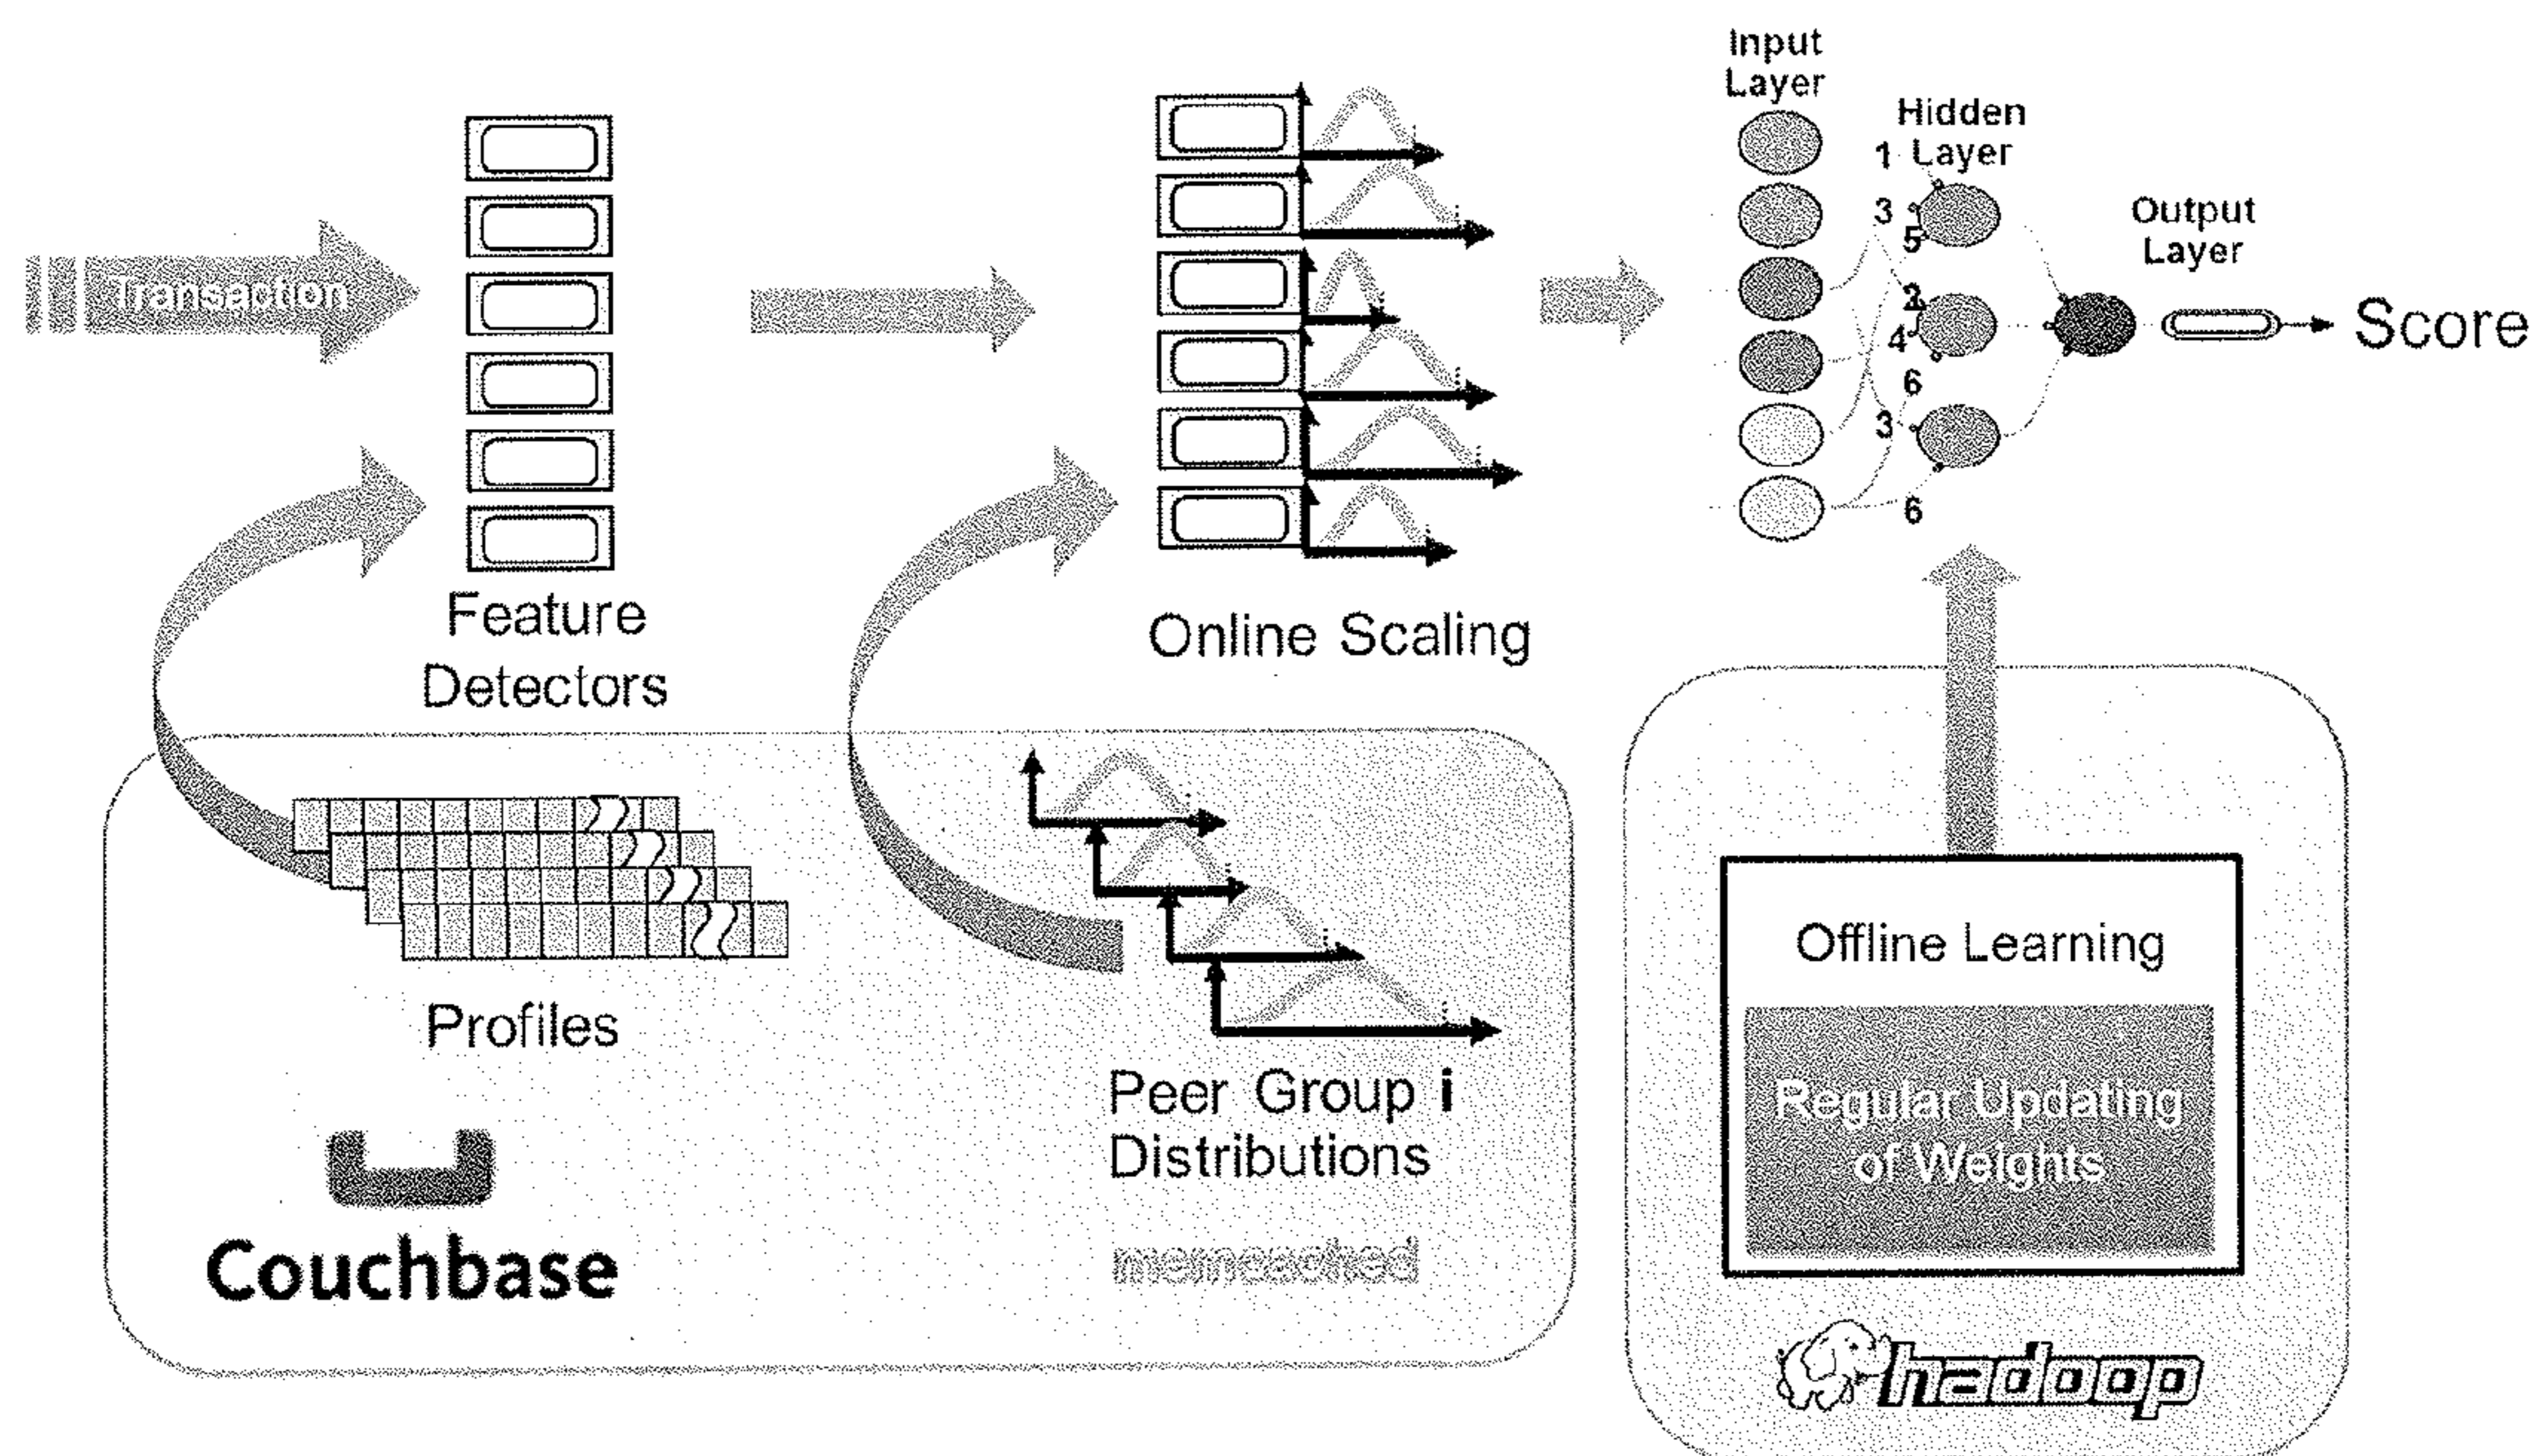 Input
Layer
Hidden
Layer
1
3
5
2
4
6
3
6
Output
Layer
Transaction
Score
Feature
Detectors
Online Scaling
Profiles
Peer Group i
Distributions
Couchbase
memcached
Offline Learning
Regular Updating
of Weights
hadoop